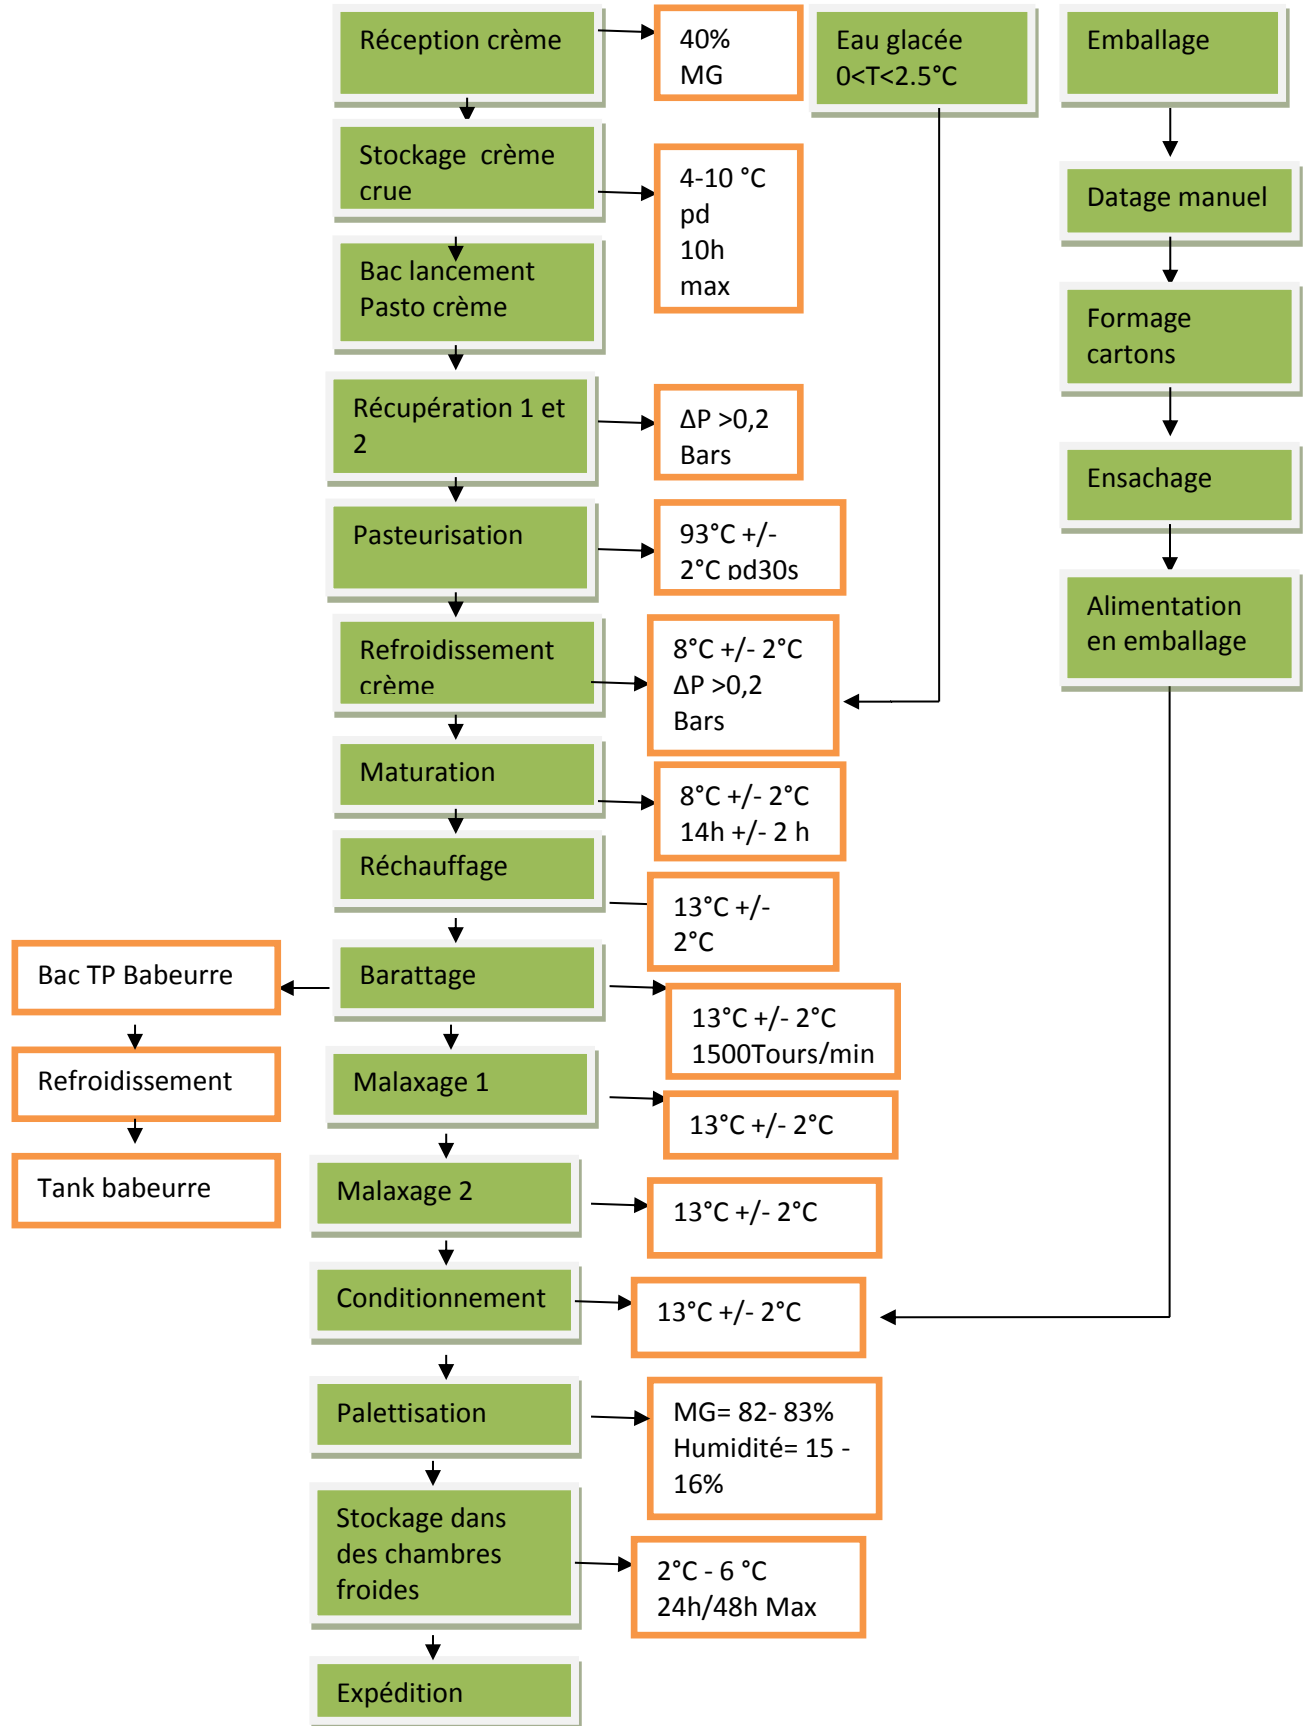 Réception crème
40%
MG
Eau glacée
0<T<2.5°C
Emballage
Stockage crème
crue
4-10 °C
pd
10h
max
Datage manuel
Bac lancement
Pasto crème
Formage
cartons
Récupération 1 et
2
ΔP >0,2
Bars
Ensachage
Pasteurisation
93°C +/-
2°C pd30s
Alimentation
en emballage
Refroidissement
crème
8°C +/- 2°C
ΔP >0,2
Bars
Maturation
8°C +/- 2°C
14h +/- 2 h
Réchauffage
13°C +/-
2°C
Bac TP Babeurre
Barattage
13°C +/- 2°C
1500Tours/min
Refroidissement
Malaxage 1
13°C +/- 2°C
Tank babeurre
Malaxage 2
13°C +/- 2°C
Conditionnement
13°C +/- 2°C
Palettisation
MG= 82- 83%
Humidité= 15 -
16%
Stockage dans
des chambres
froides
2°C - 6 °C
24h/48h Max
Expédition